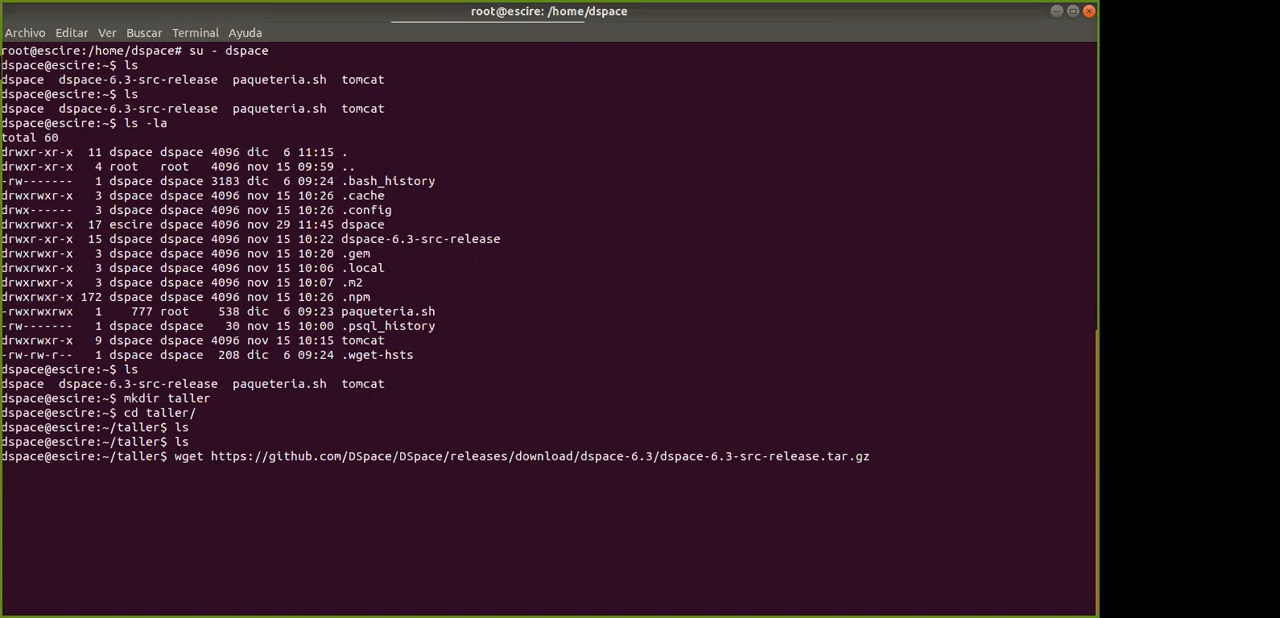 root@escire: /home/dspace
Archivo Editar Ver Buscar Terminal Ayuda
root@escire:/home/dspace# su - dspace
dspace@escire:~$ ls
dspace  dspace-6.3-src-release  paqueteria.sh  tomcat
dspace@escire:~$ ls
dspace  dspace-6.3-src-release  paqueteria.sh  tomcat
dspace@escire:~$ ls -la
total 60
drwxr-xr-x  11 dspace dspace 4096 dic  6 11:15 .
drwxr-xr-x   4 root   root   4096 nov 15 09:59 ..
-rw-------   1 dspace dspace 3183 dic  6 09:24 .bash_history
drwxrwxr-x   3 dspace dspace 4096 nov 15 10:26 .cache
drwx------   3 dspace dspace 4096 nov 15 10:26 .config
drwxrwxr-x  17 escire dspace 4096 nov 29 11:45 dspace
drwxr-xr-x  15 dspace dspace 4096 nov 15 10:22 dspace-6.3-src-release
drwxrwxr-x   3 dspace dspace 4096 nov 15 10:20 .gem
drwxrwxr-x   3 dspace dspace 4096 nov 15 10:06 .local
drwxrwxr-x   3 dspace dspace 4096 nov 15 10:07 .m2
drwxrwxr-x 172 dspace dspace 4096 nov 15 10:26 .npm
-rwxrwxrwx   1    777 root    538 dic  6 09:23 paqueteria.sh
-rw-------   1 dspace dspace   30 nov 15 10:00 .psql_history
drwxrwxr-x   9 dspace dspace 4096 nov 15 10:15 tomcat
-rw-rw-r--   1 dspace dspace  208 dic  6 09:24 .wget-hsts
dspace@escire:~$ ls
dspace  dspace-6.3-src-release  paqueteria.sh  tomcat
dspace@escire:~$ mkdir taller
dspace@escire:~$ cd taller/
dspace@escire:~/taller$ ls
dspace@escire:~/taller$ ls
dspace@escire:~/taller$ wget https://github.com/DSpace/DSpace/releases/download/dspace-6.3/dspace-6.3-src-release.tar.gz